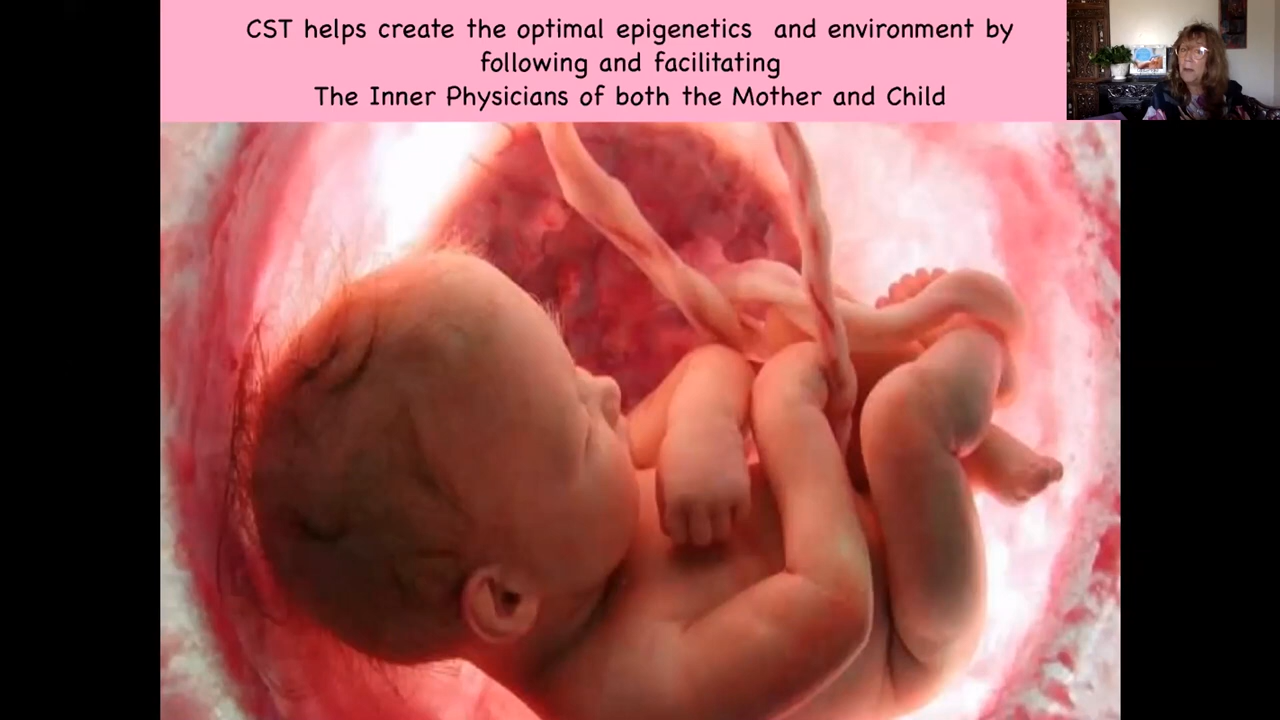 CST helps create the optimal epigenetics and environment by
following and facilitating
The Inner Physicians of both the Mother and Child